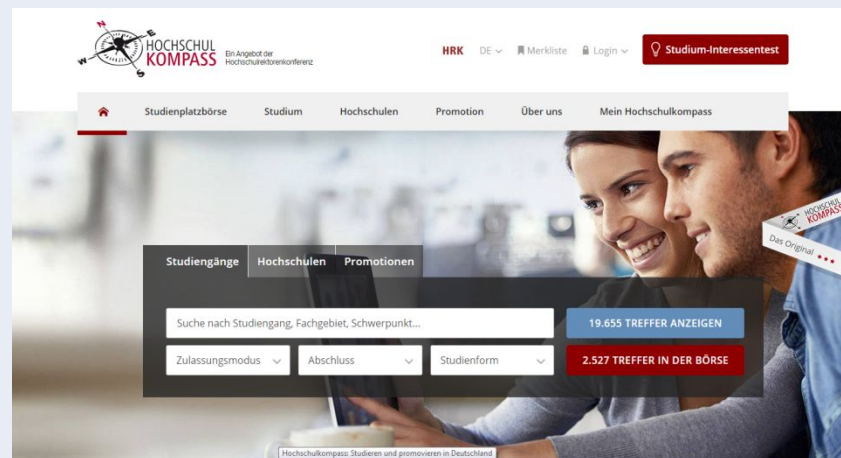 N
E
W
S
HOCHSCHUL
KOMPASS
Ein Angebot der
Hochschulrektorenkonferenz
HRK DE Merkliste Login Studium-Interessentest
Studienplatzbörse Studium Hochschulen Promotion Über uns Mein Hochschulkompass
HOCHSCHUL
KOMPASS
Das Original
Studiengänge Hochschulen Promotionen
Suche nach Studiengang, Fachgebiet, Schwerpunkt... 19.655 TREFFER ANZEIGEN
Zulassungsmodus Abschluss Studienform 2.527 TREFFER IN DER BÖRSE
Hochschulkompass: Studieren und promovieren in Deutschland